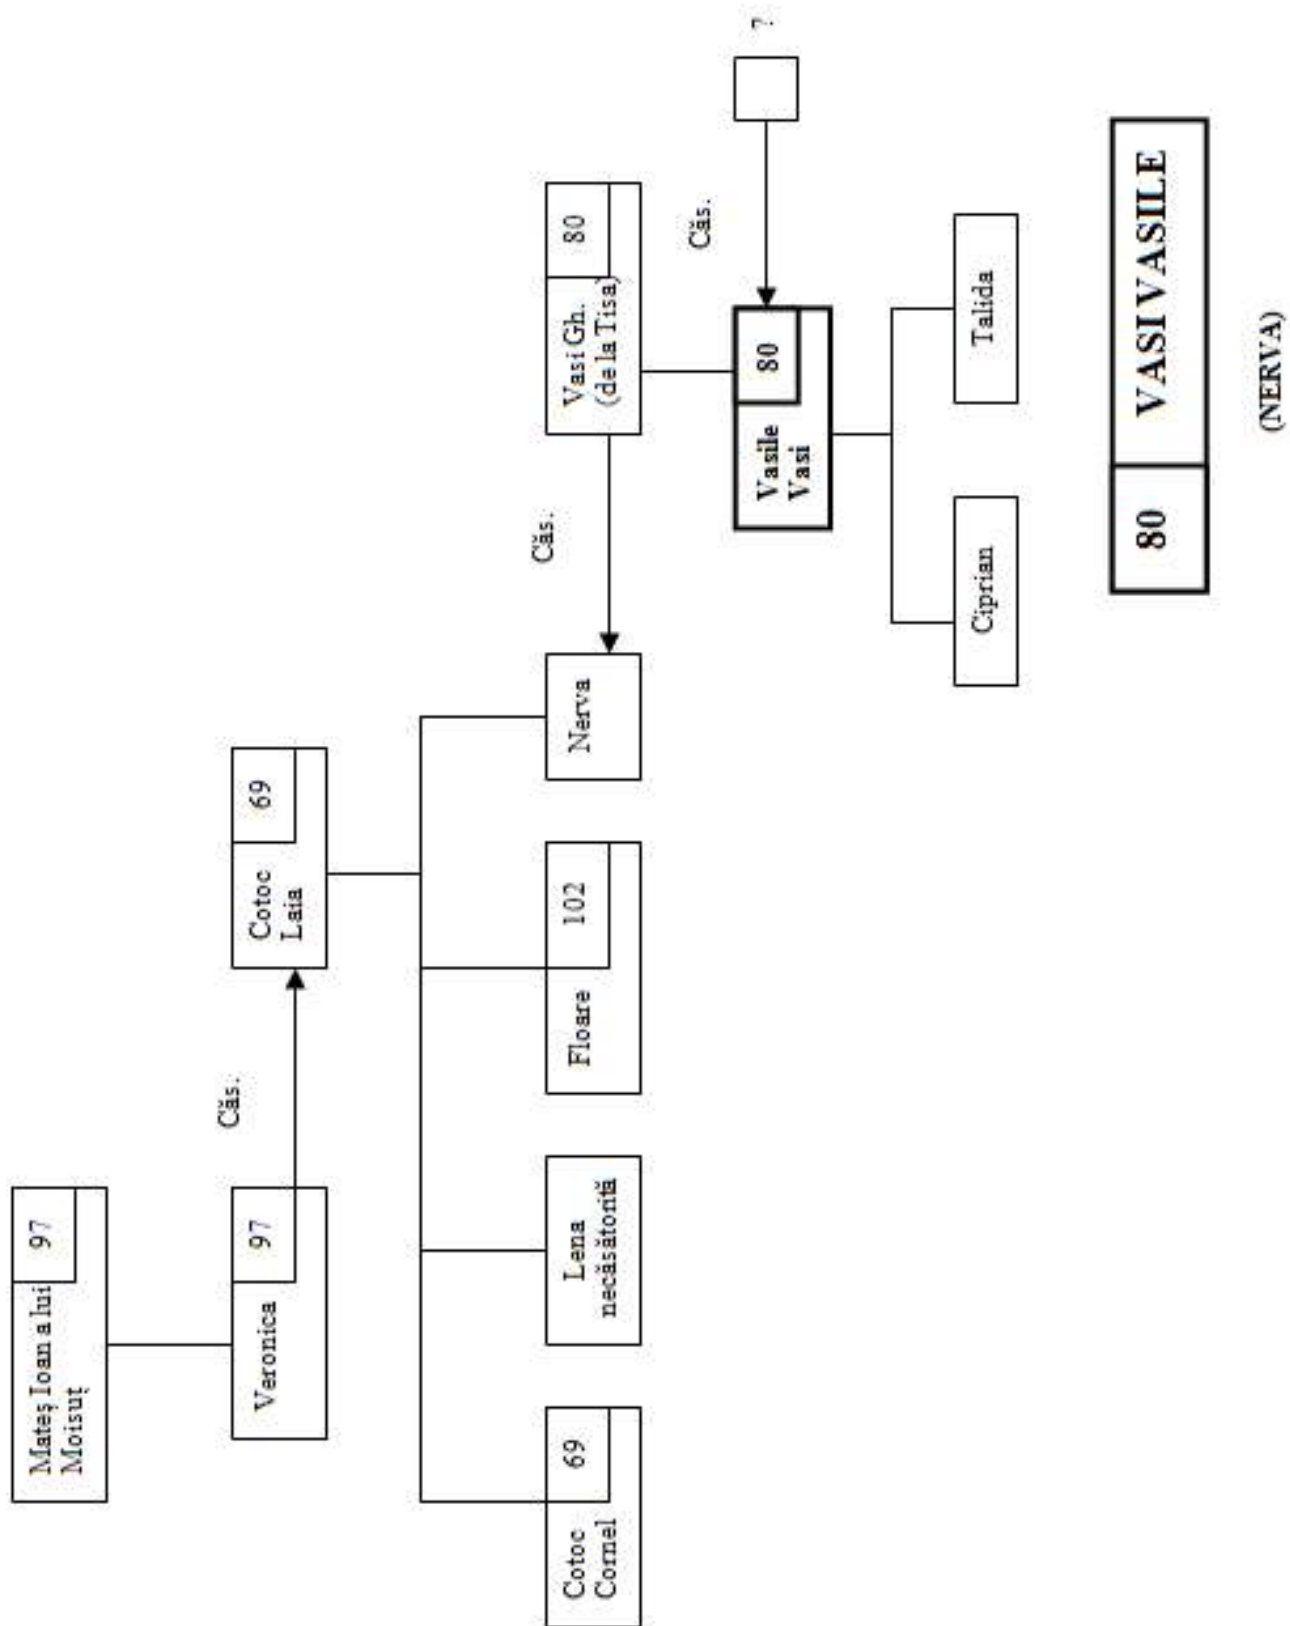 Mateş Ioan a lui
Moisuţ
97
Veronica
97
Căs.
Cotoc
Laia
69
Cotoc
Cornel
69
Lena
necăsătorită
Floare
102
Nerva
Căs.
Vasi Gh.
(de la Tisa)
80
Vasile
Vasi
80
Căs.
?
Ciprian
Talida
80
VASI VASILE
(NERVA)